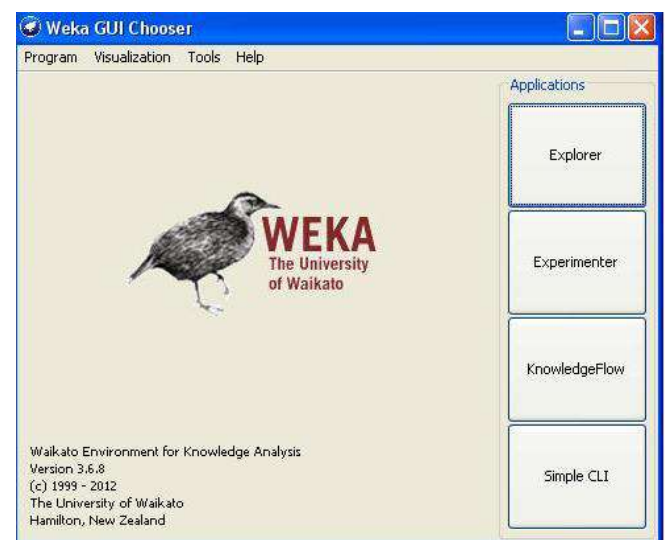 Weka GUI Chooser
Program Visualization Tools Help
Applications
Explorer
WEKA
The University
of Waikato
Experimenter
KnowledgeFlow
Simple CLI
Waikato Environment for Knowledge Analysis
Version 3.6.8
(c) 1999 - 2012
The University of Waikato
Hamilton, New Zealand